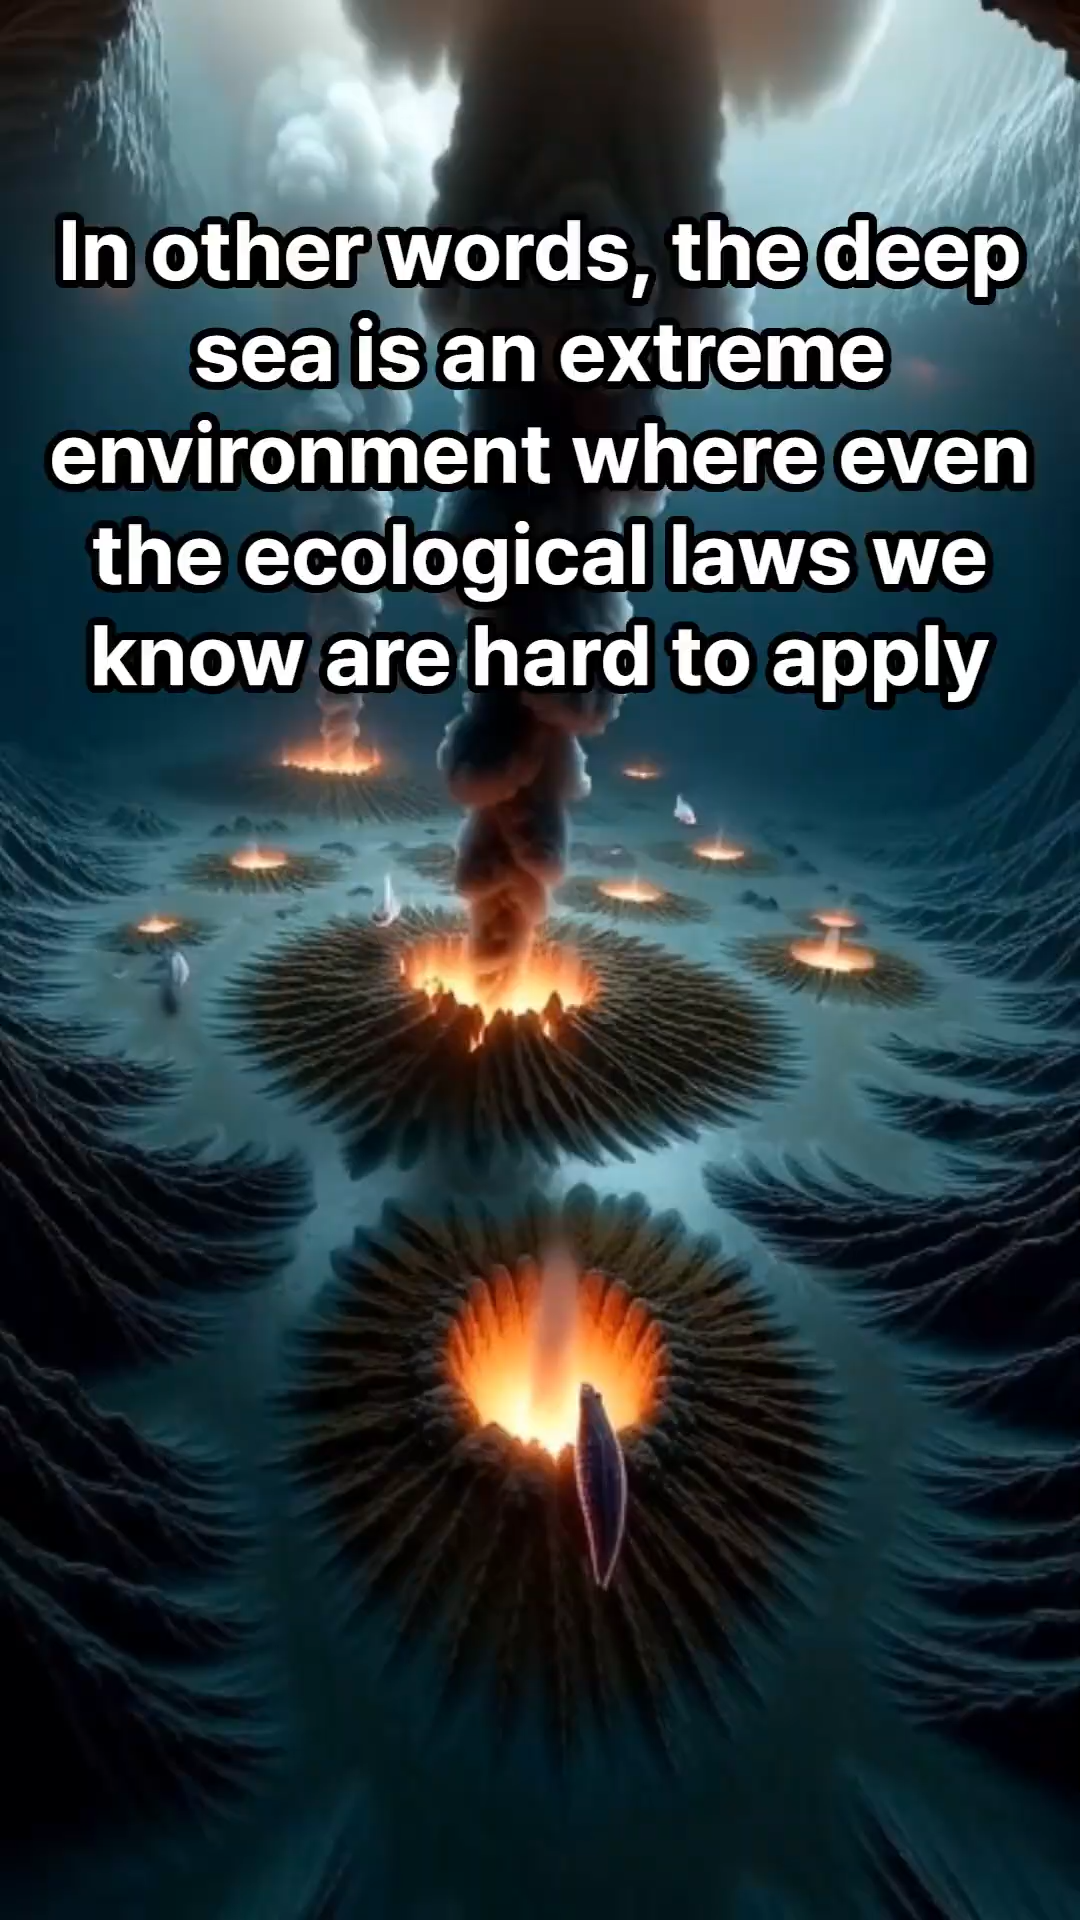 In other words, the deep
sea is an extreme
environment where even
the ecological laws we
know are hard to apply